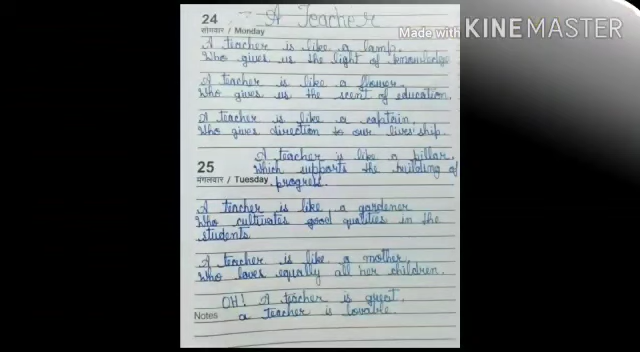 24
सोमवार / Monday
A Teacher
Made with KINEMASTER
A teacher is like a lamp,
Who gives us the light of knowledge
A teacher is like a flower,
Who gives us the scent of education.
A teacher is like a captain
Who gives direction to our lives ship.
25
मंगलवार / Tuesday
A teacher is like a pillar,
Which supports the building of
progress.
A teacher is like a gardener
Who cultivates good qualities in the
students
A teacher is like a mother,
Who loves equally all her children.
OH! A teacher is great,
a Teacher is lovable.
Notes